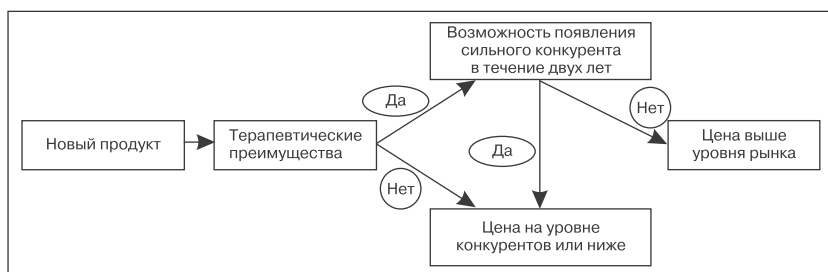 Возможность появления
сильного конкурента
в течение двух лет
Да
Нет
Новый продукт
Терапевтические
преимущества
Да
Цена выше
уровня рынка
Нет
Цена на уровне
конкурентов или ниже